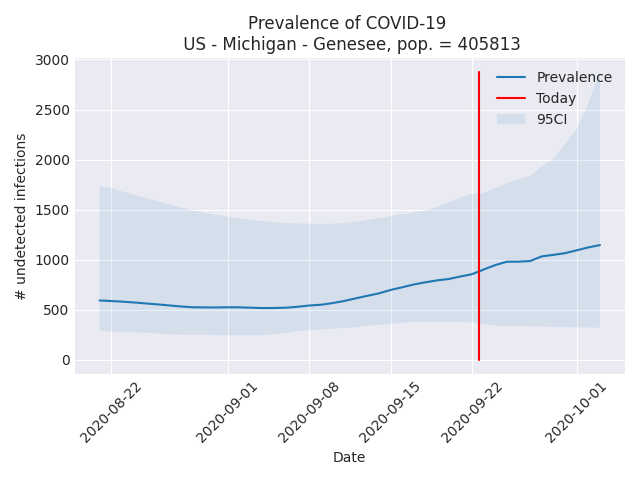 Prevalence of COVID-19
US - Michigan - Genesee, pop. = 405813
3000
2500
2000
1500
1000
500
0
# undetected infections
Prevalence
Today
95CI
2020-08-22
2020-09-01
2020-09-08
2020-09-15
2020-09-22
2020-10-01
Date